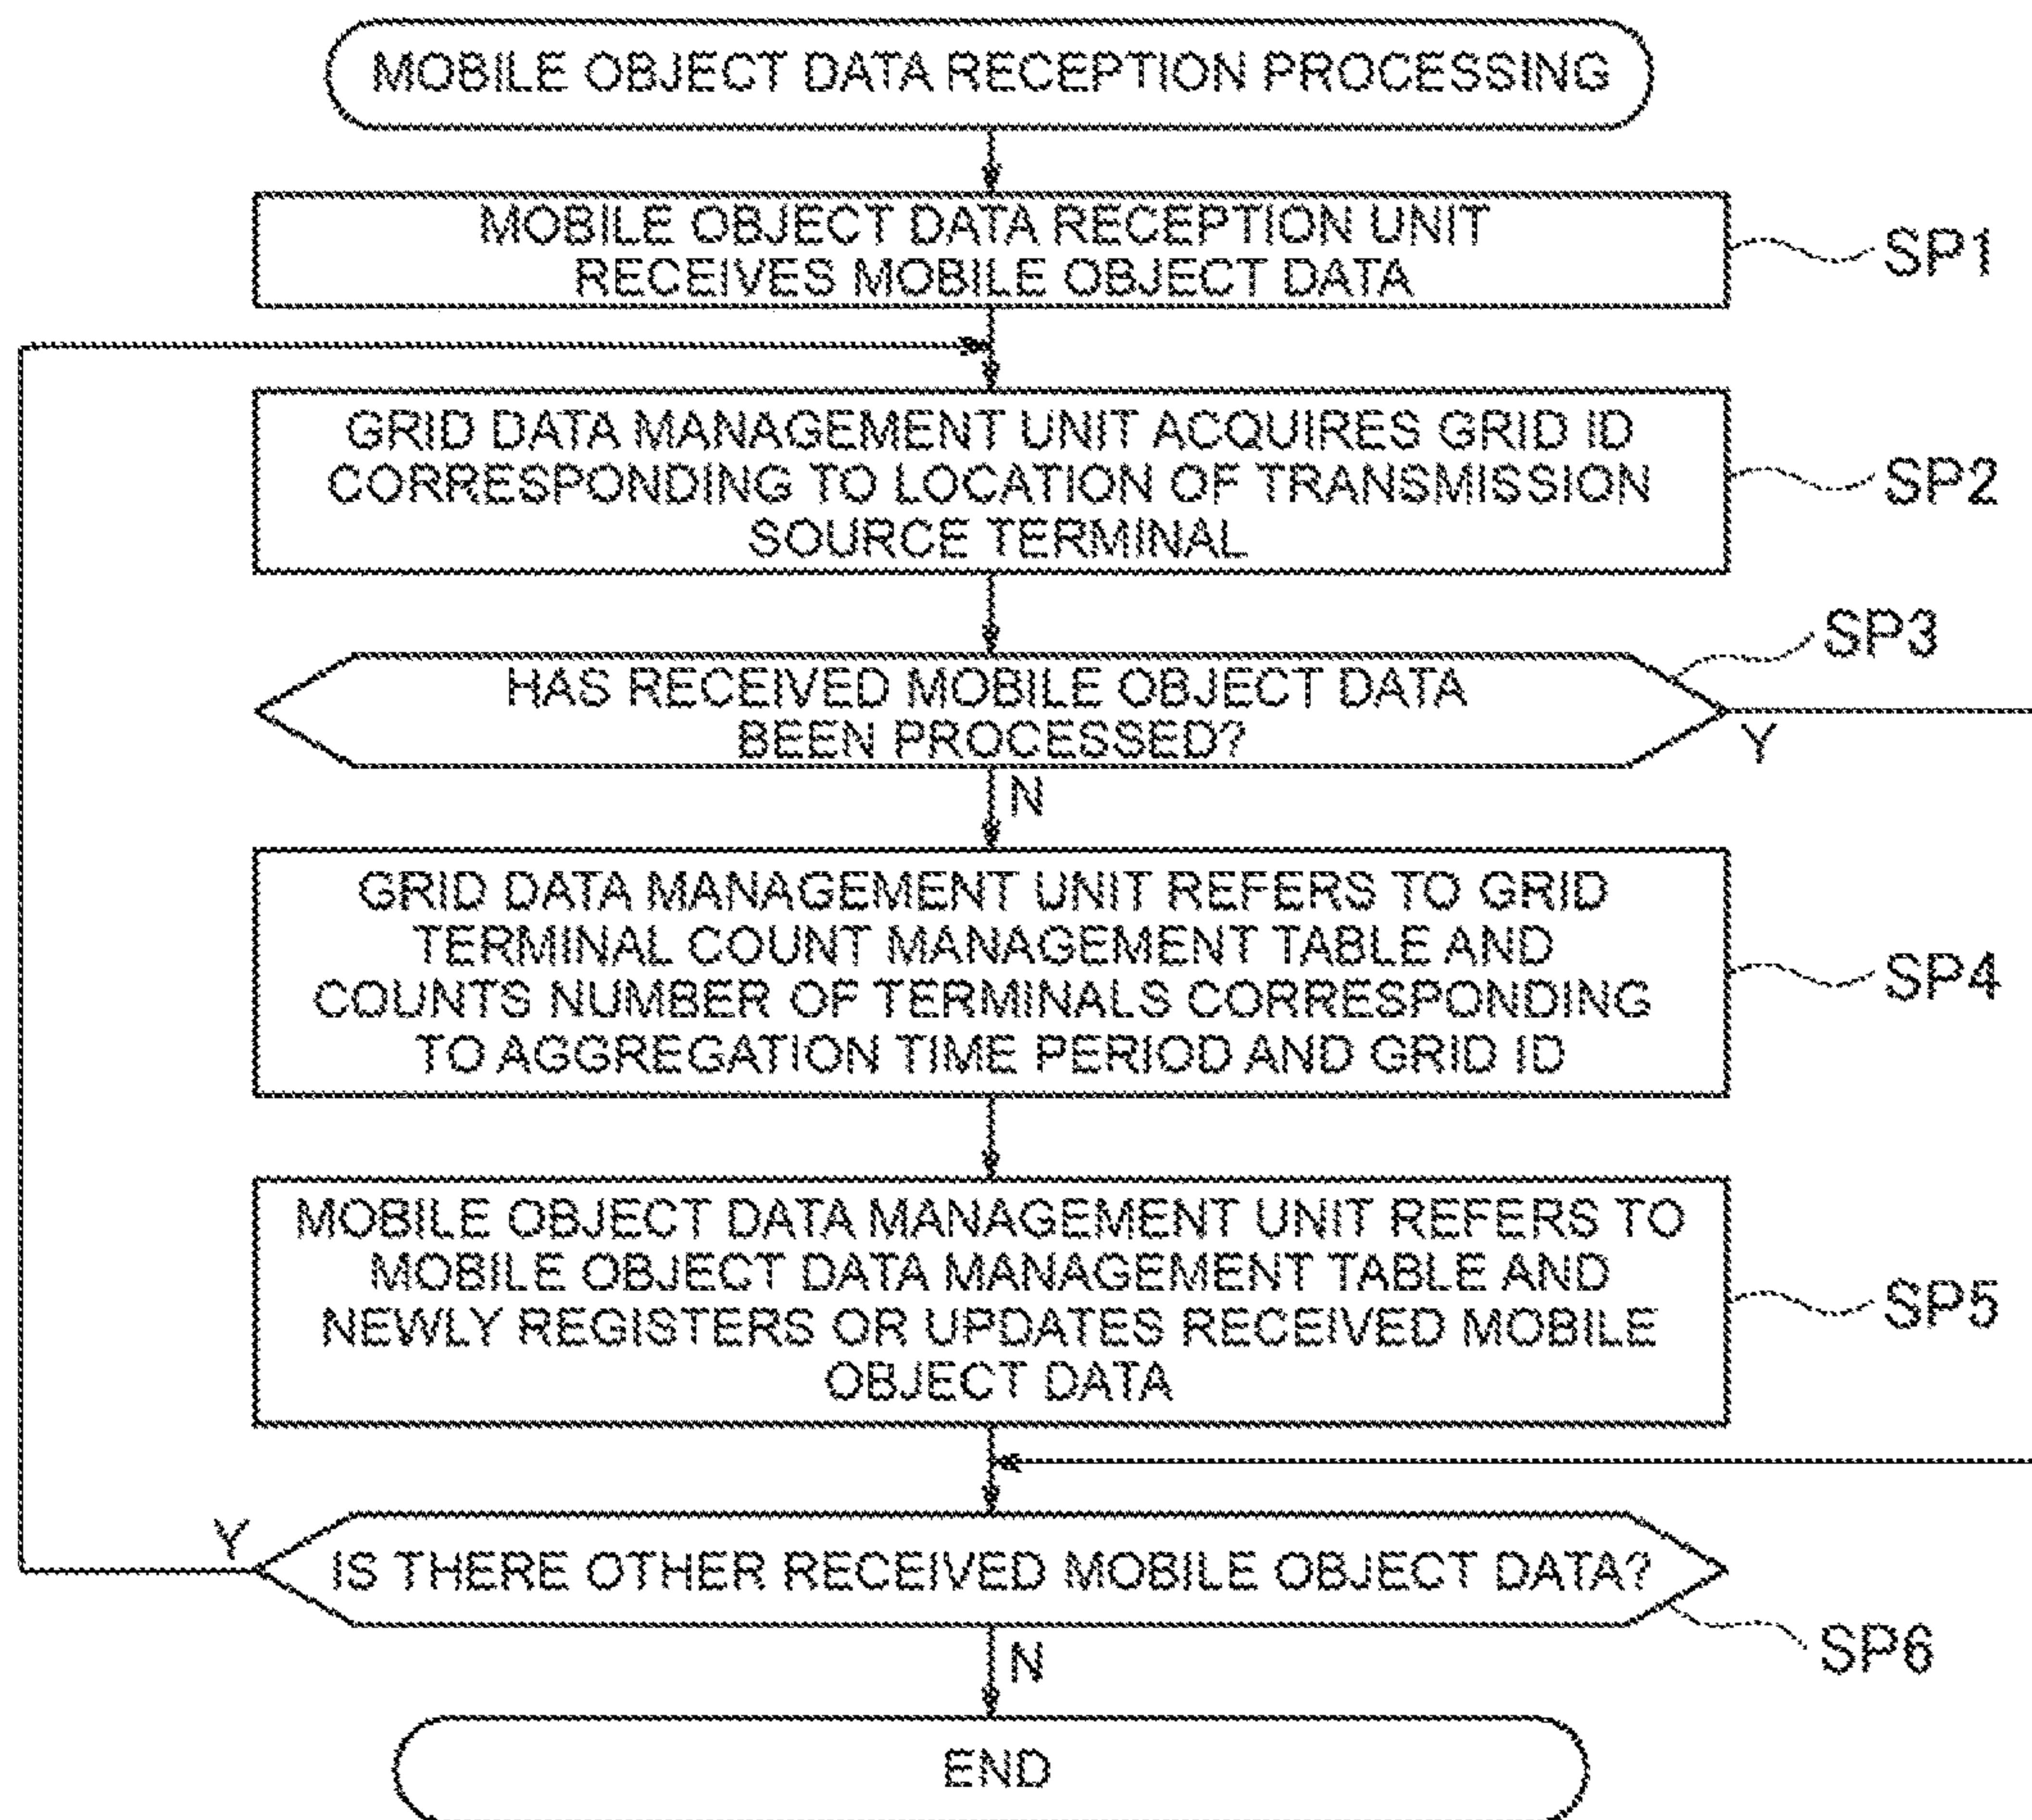 MOBILE OBJECT DATA RECEPTION PROCESSING
MOBILE OBJECT DATA RECEPTION UNIT
RECEIVES MOBILE OBJECT DATA
SP1
GRID DATA MANAGEMENT UNIT ACQUIRES GRID ID
CORRESPONDING TO LOCATION OF TRANSMISSION
SOURCE TERMINAL
SP2
SP3
HAS RECEIVED MOBILE OBJECT DATA
BEEN PROCESSED?
Y
N
GRID DATA MANAGEMENT UNIT REFERS TO GRID
TERMINAL COUNT MANAGEMENT TABLE AND
COUNTS NUMBER OF TERMINALS CORRESPONDING
TO AGGREGATION TIME PERIOD AND GRID ID
SP4
MOBILE OBJECT DATA MANAGEMENT UNIT REFERS TO
MOBILE OBJECT DATA MANAGEMENT TABLE AND
NEWLY REGISTERS OR UPDATES RECEIVED MOBILE
OBJECT DATA
SP5
Y
IS THERE OTHER RECEIVED MOBILE OBJECT DATA?
SP6
N
END